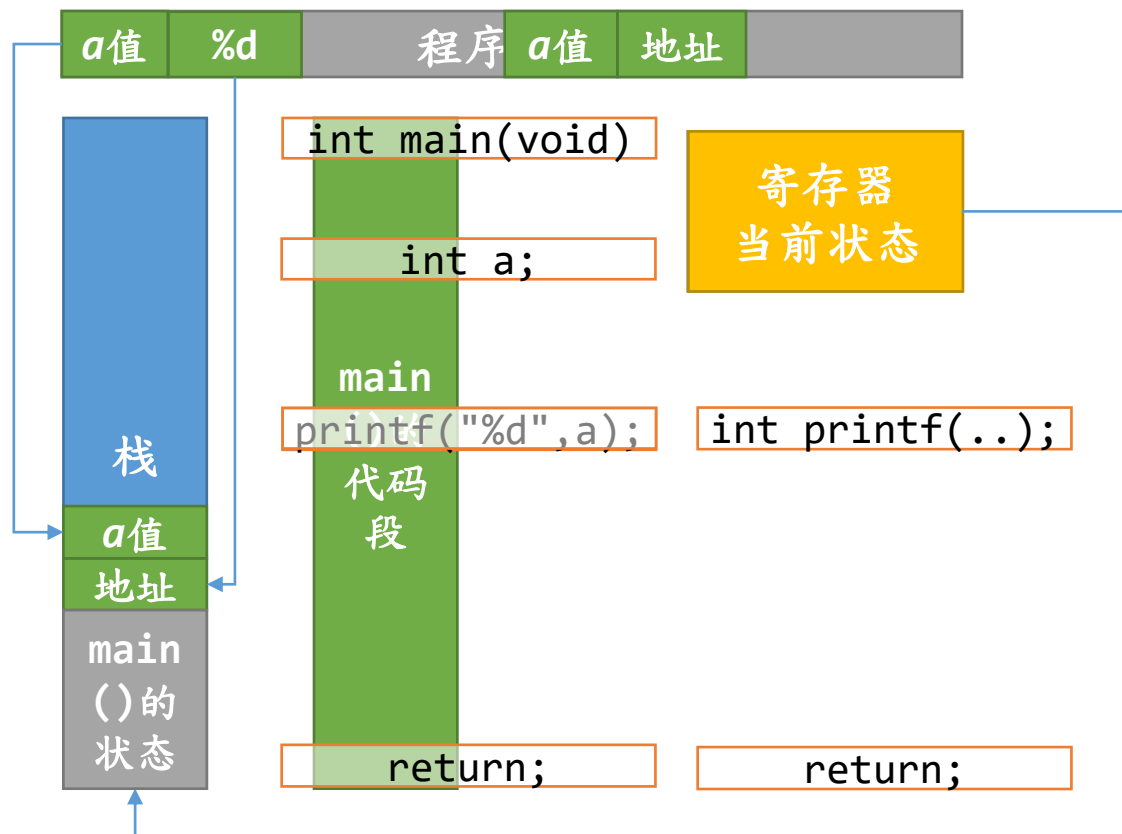 a值 %d 程序 a值 地址
int main(void)
寄存器
当前状态
int a;
main
()的
代码
段
printf("%d",a);
int printf(..);
栈
a值
地址
main
()的
状态
return;
return;